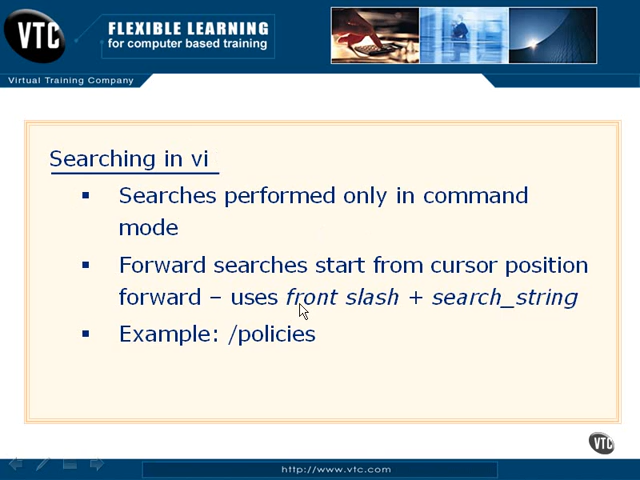 VTC
FLEXIBLE LEARNING
for computer based training
Virtual Training Company
Searching in vi
▪ Searches performed only in command
mode
▪ Forward searches start from cursor position
forward – uses front slash + search_string
▪ Example: /policies
VTC
http://www.vtc.com